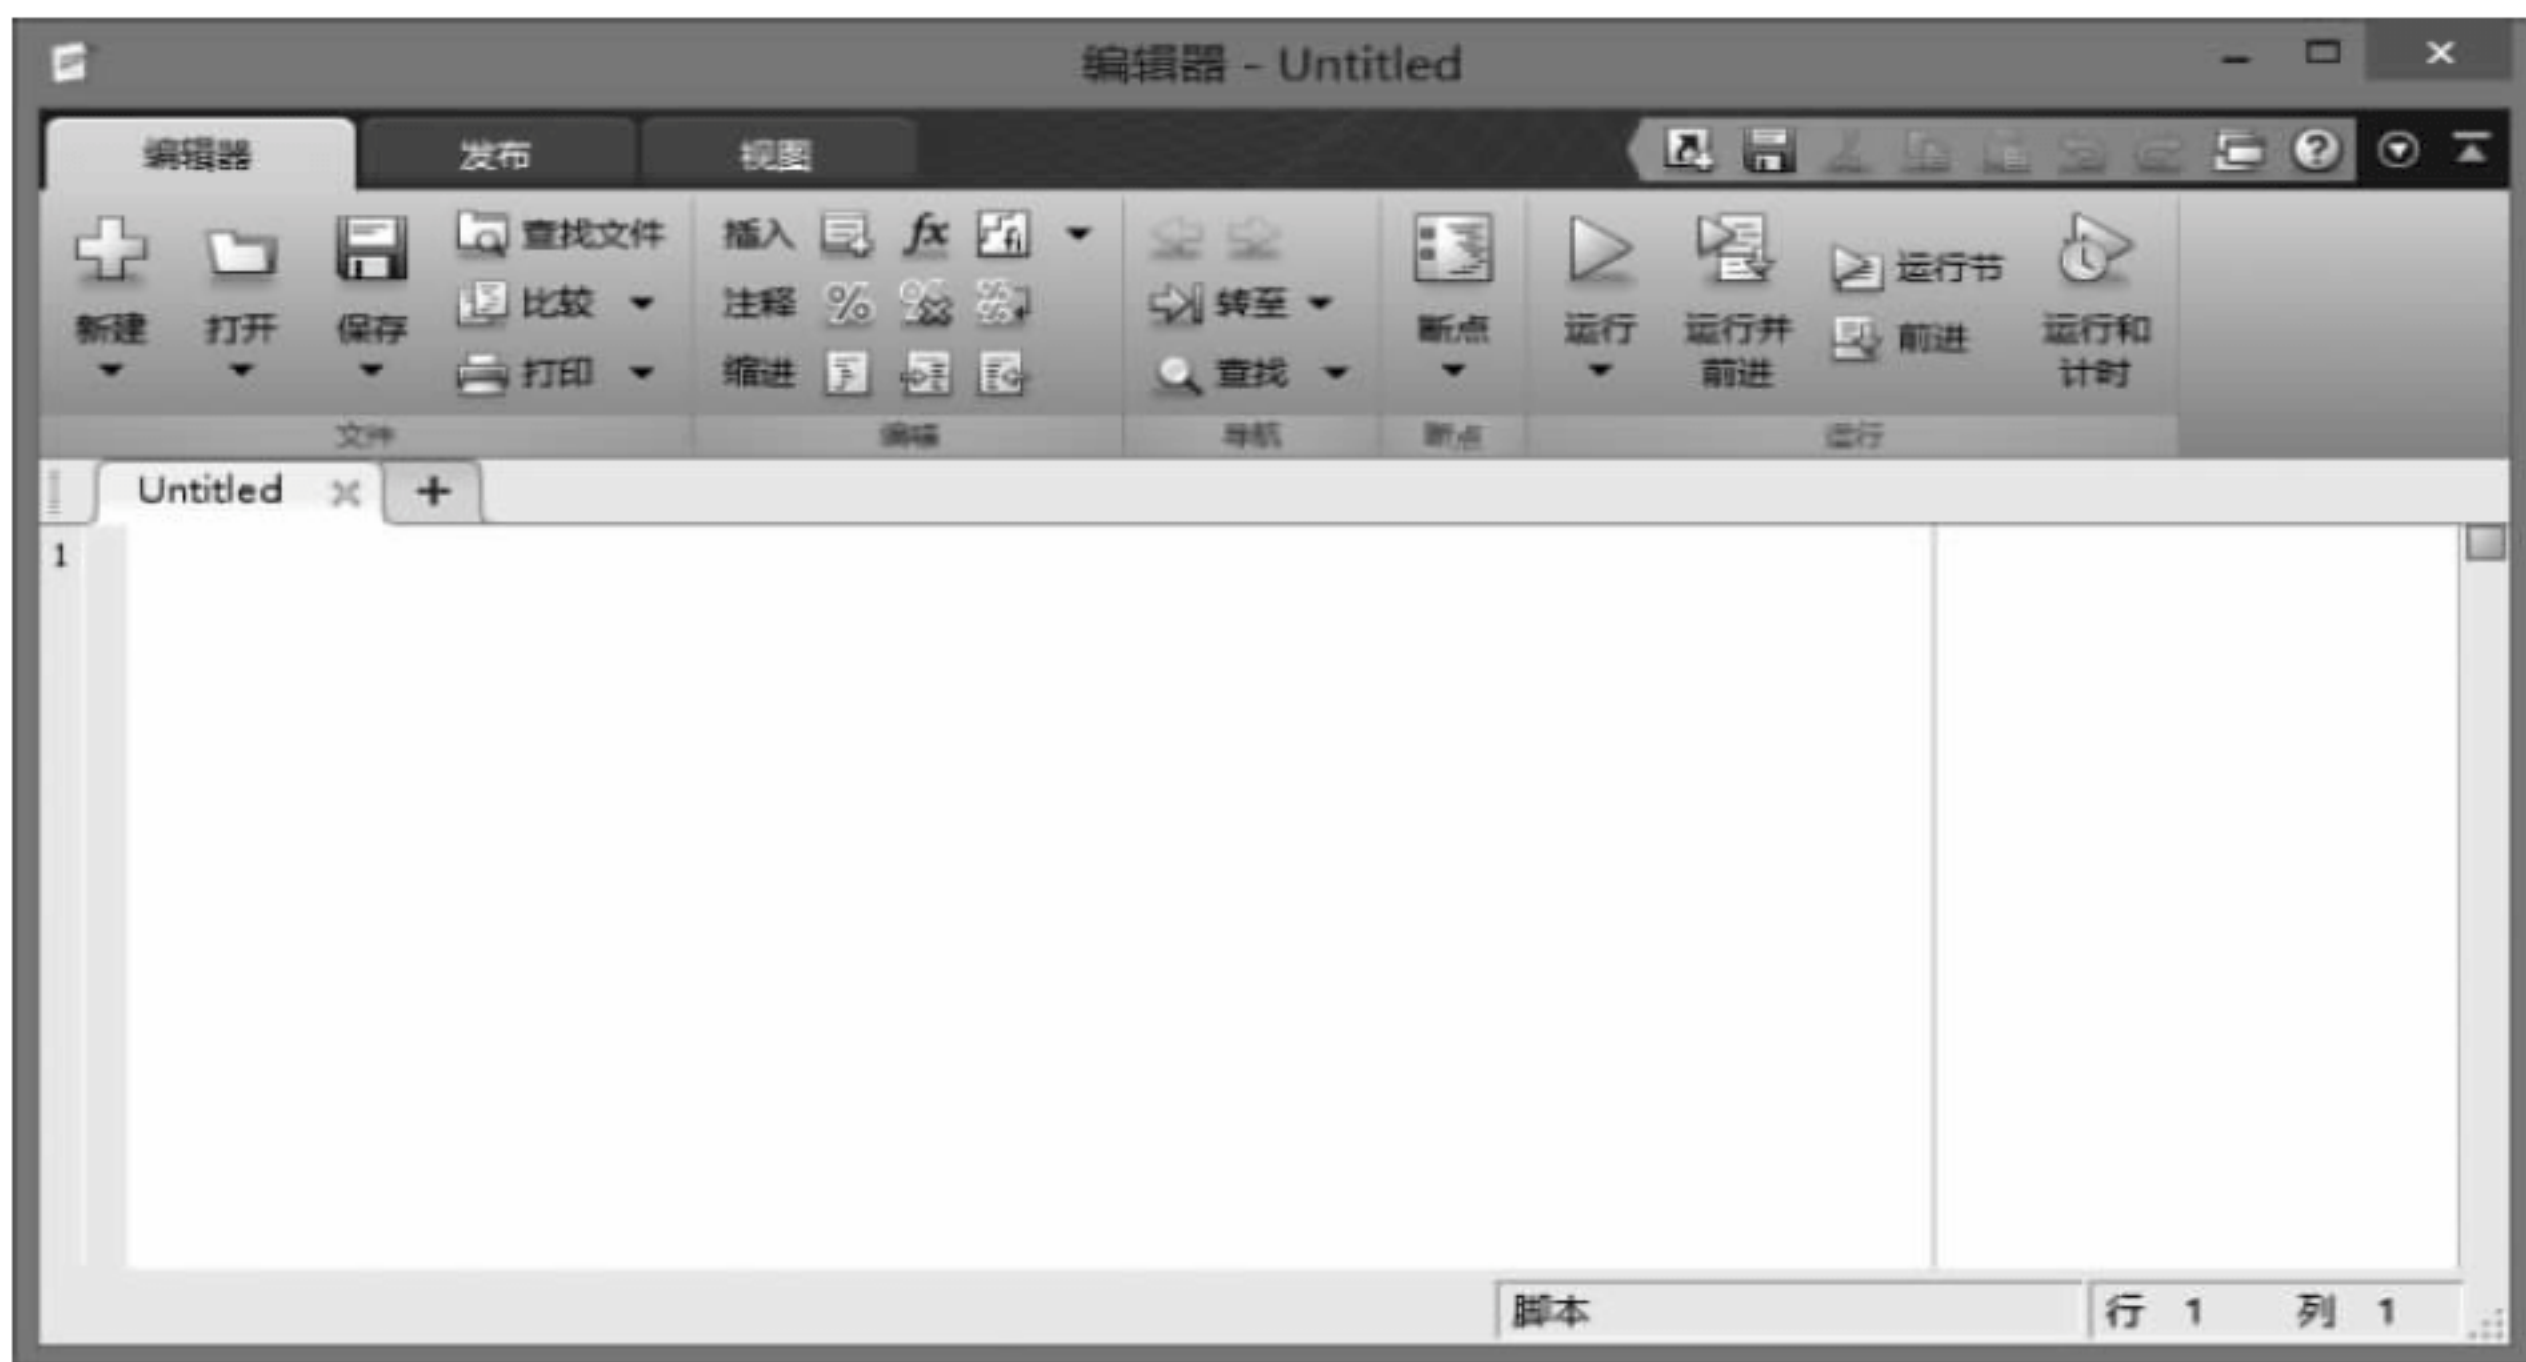 编辑器 - Untitled
编辑器 发布 视图
新建 打开 保存 查找文件 比较 打印
插入 fx fi
注释 % %
缩进
转至
查找
断点
运行 运行并前进 运行节 前进 运行和计时
文件 编辑 导航 断点 运行
Untitled +
1
脚本 行 1 列 1